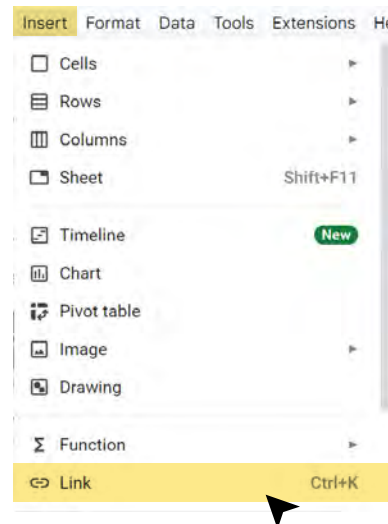 Insert Format Data Tools Extensions
Cells
Rows
Columns
Sheet Shift+F11
Timeline New
Chart
Pivot table
Image
Drawing
Σ Function
Link Ctrl+K